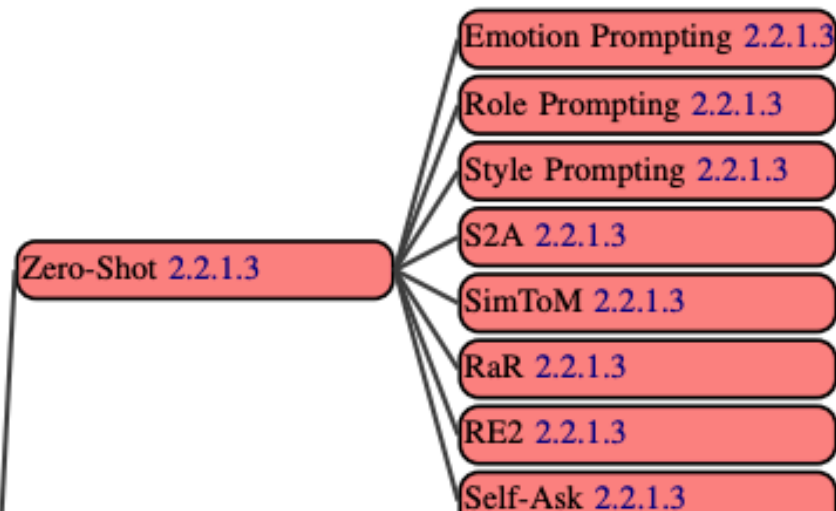 Emotion Prompting 2.2.1.3
Role Prompting 2.2.1.3
Style Prompting 2.2.1.3
S2A 2.2.1.3
Zero-Shot 2.2.1.3
SimToM 2.2.1.3
RaR 2.2.1.3
RE2 2.2.1.3
Self-Ask 2.2.1.3